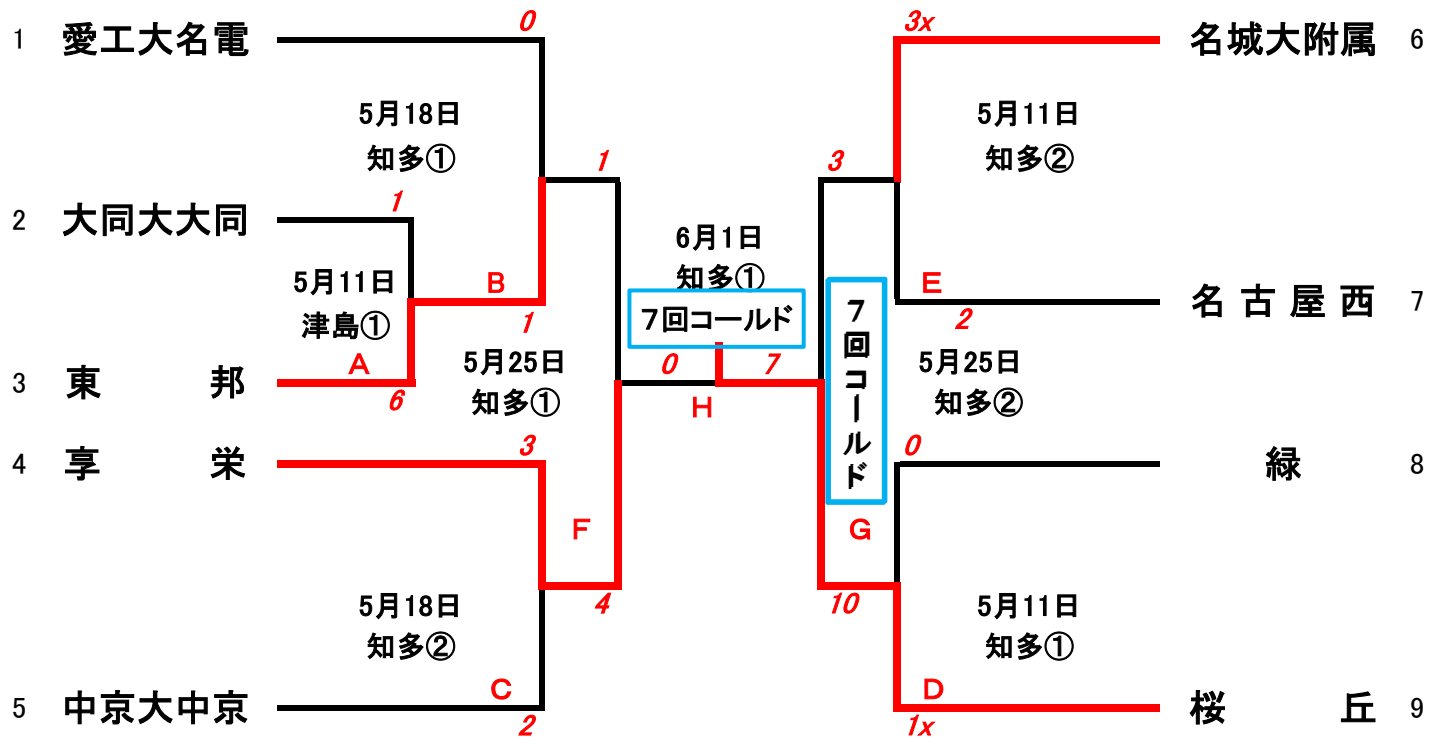 1 愛工大名電 0 3x 名城大附属 6
5月18日 5月11日
知多① 知多②
1 3
2 大同大大同 1
6月1日
知多①
5月11日 B E
津島① 7回コールド 7回コールド 名古屋西 7
1 2
3 東邦 A 6
5月25日 0 7 5月25日
知多① H 知多②
4 享栄 3 0 緑 8
F G
5月18日 4 10 5月11日
知多② 知多①
5 中京大中京 C 2 D 1x 桜丘 9